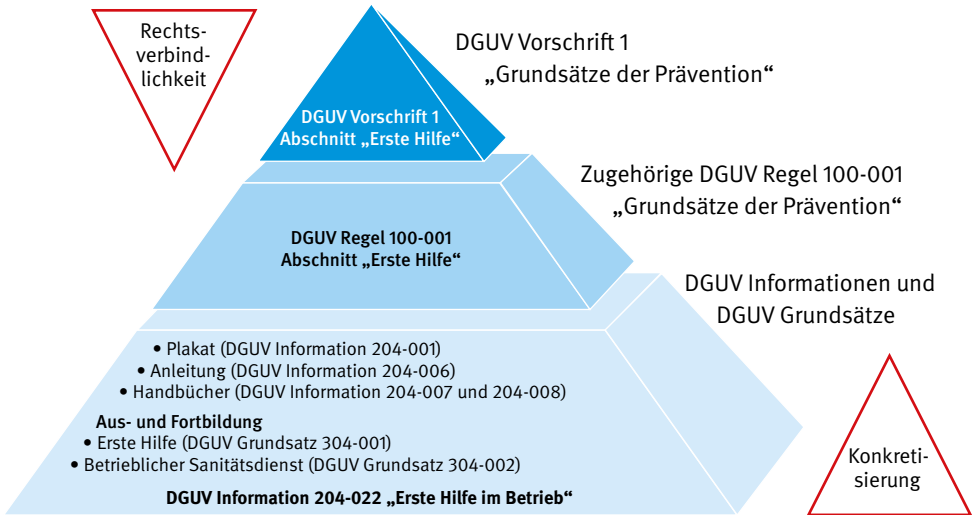 Rechts-
verbind-
lichkeit
DGUV Vorschrift 1
„Grundsätze der Prävention“
DGUV Vorschrift 1
Abschnitt „Erste Hilfe“
Zugehörige DGUV Regel 100-001
„Grundsätze der Prävention“
DGUV Regel 100-001
Abschnitt „Erste Hilfe“
DGUV Informationen und
DGUV Grundsätze
• Plakat (DGUV Information 204-001)
• Anleitung (DGUV Information 204-006)
• Handbücher (DGUV Information 204-007 und 204-008)
Aus- und Fortbildung
• Erste Hilfe (DGUV Grundsatz 304-001)
• Betrieblicher Sanitätsdienst (DGUV Grundsatz 304-002)
DGUV Information 204-022 „Erste Hilfe im Betrieb“
Konkreti-
sierung